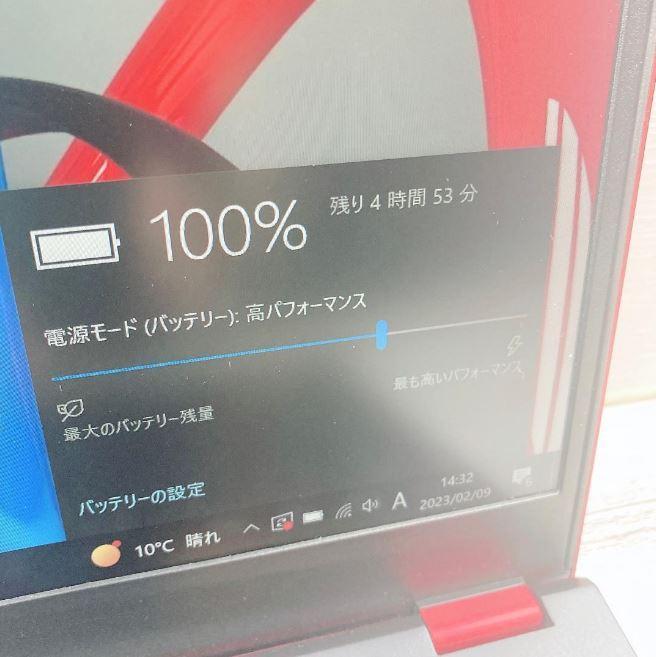 100%
残り 4 時間 53 分
電源モード (バッテリー): 高パフォーマンス
最大のバッテリー残量
最も高いパフォーマンス
バッテリーの設定
10°C 晴れ
A
14:32
2023/02/09